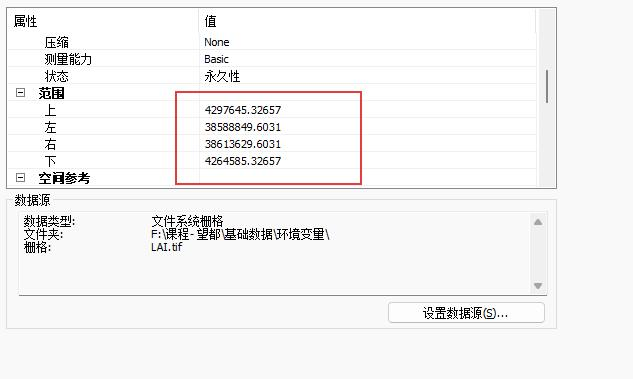 属性 值
压缩 None
测量能力 Basic
状态 永久性
范围
上 4297645.32657
左 38588849.6031
右 38613629.6031
下 4264585.32657
空间参考
数据源
数据类型: 文件系统栅格
文件夹: F:\课程- 望都\基础数据\环境变量\
栅格: LAI.tif
设置数据源(S)...